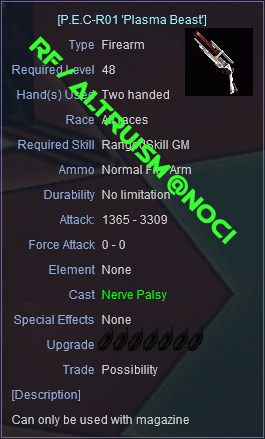 [P.E.C-R01 'Plasma Beast']
Type Firearm
Required Level 48
Hand(s) Used Two handed
Race All races
Required Skill RangedSkill GM
Ammo Normal Fire Arm
Durability No limitation
Attack: 1365 - 3309
Force Attack 0 - 0
Element None
Cast Nerve Palsy
Special Effects None
Upgrade
Trade Possibility
[Description]
Can only be used with magazine
RF / ALTRUISM @NOCI